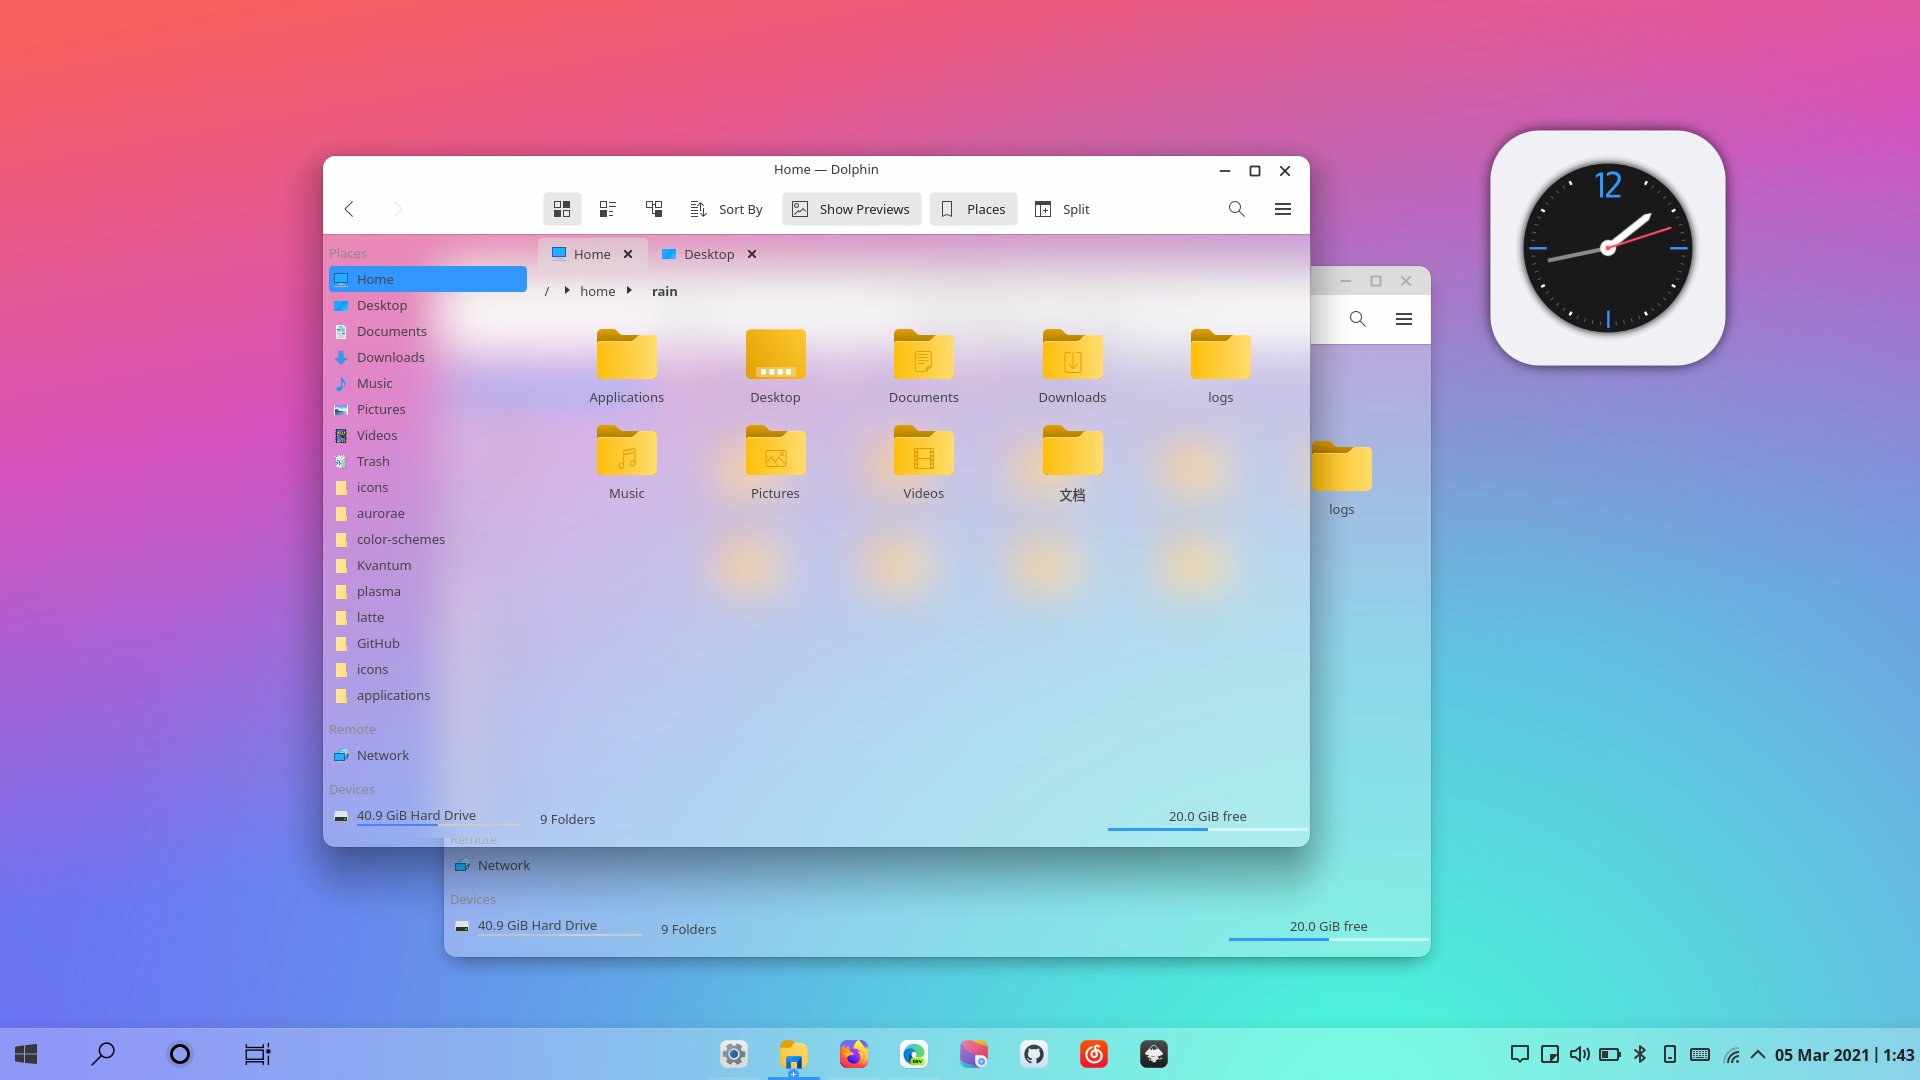 Home — Dolphin
Sort By
Show Previews
Places
Split
Places
Home
Desktop
Documents
Downloads
Music
Pictures
Videos
Trash
icons
aurorae
color-schemes
Kvantum
plasma
latte
GitHub
icons
applications
Remote
Network
Devices
40.9 GiB Hard Drive
Home
Desktop
/ home rain
Applications
Desktop
Documents
Downloads
logs
Music
Pictures
Videos
文档
9 Folders
20.0 GiB free
logs
Remote
Network
Devices
40.9 GiB Hard Drive
9 Folders
20.0 GiB free
12
DEV
05 Mar 2021 | 1:43